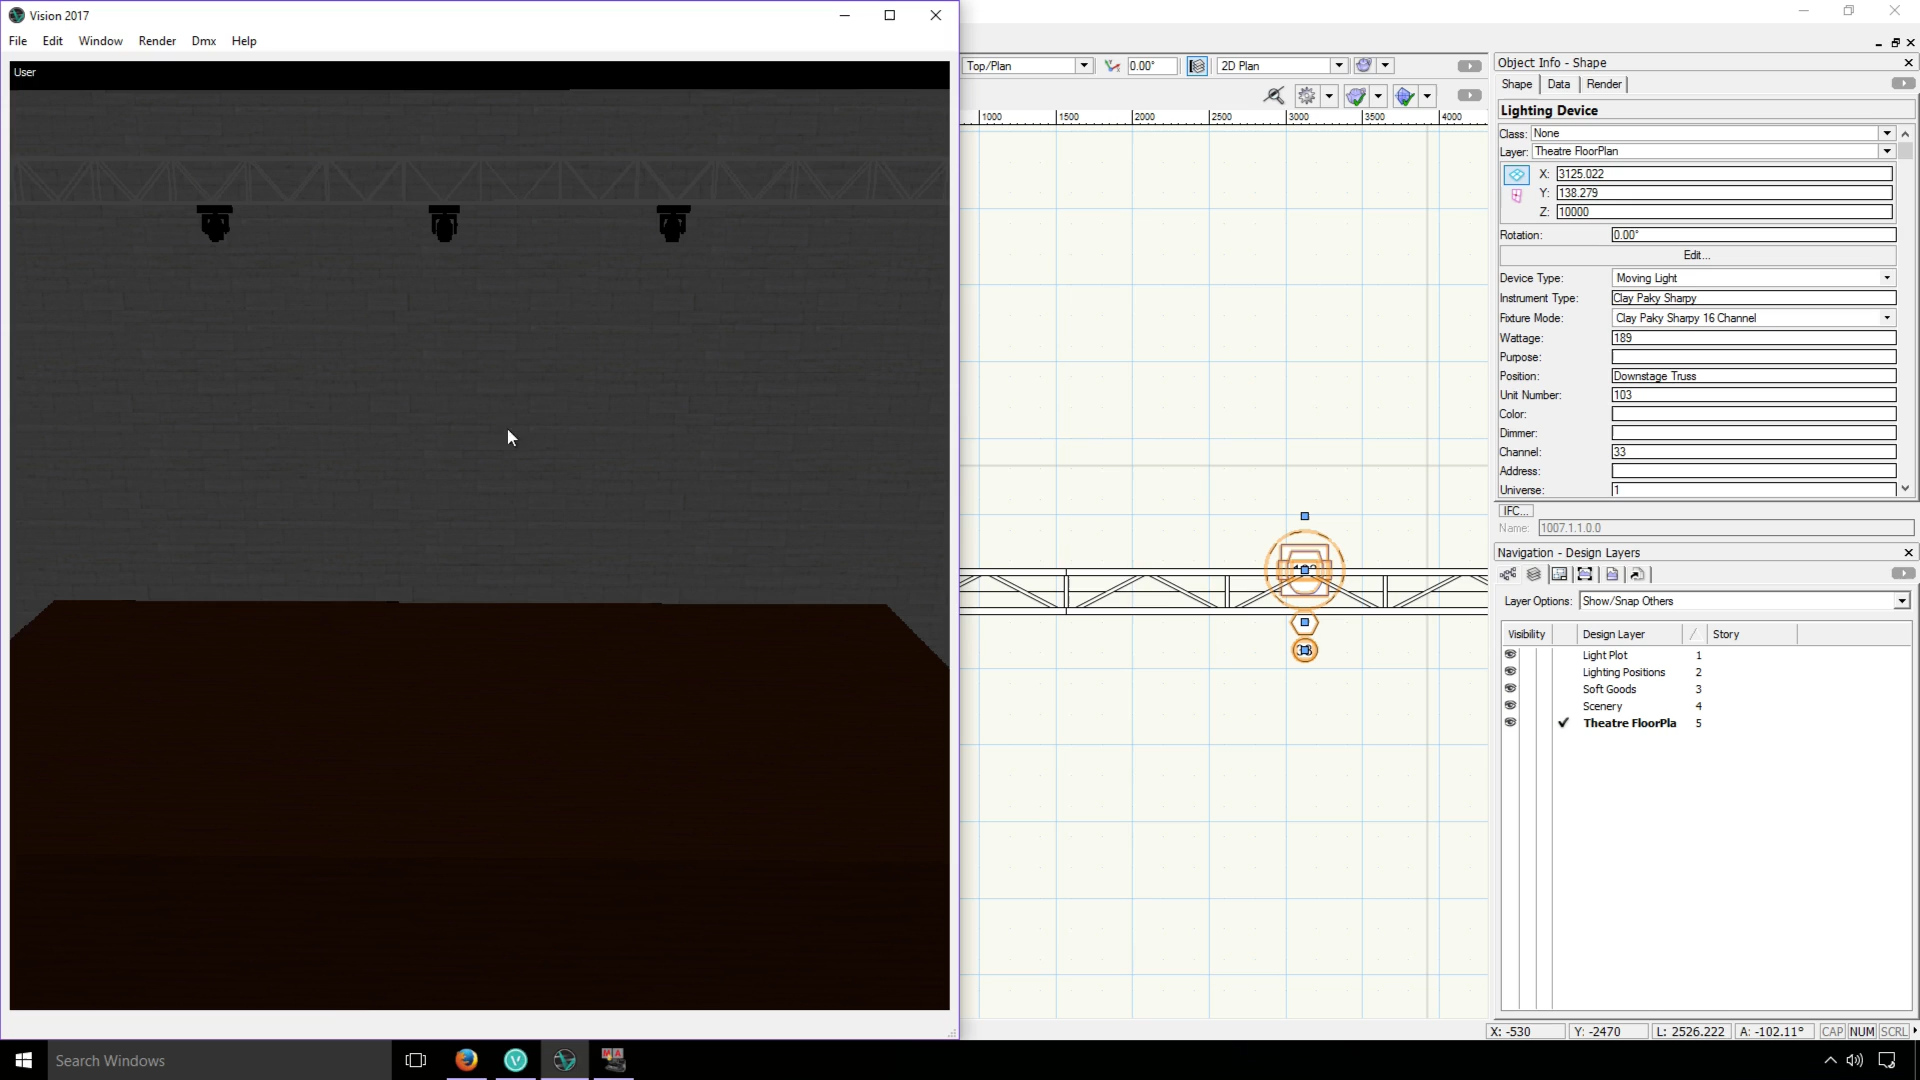 Vision 2017
File Edit Window Render Dmx Help
User
Top/Plan 0.00° 2D Plan
1000 1500 2000 2500 3000 3500 4000
33
Object Info - Shape
Shape Data Render
Lighting Device
Class: None
Layer: Theatre FloorPlan
X: 3125.022
Y: 138.279
Z: 10000
Rotation: 0.00°
Edit...
Device Type: Moving Light
Instrument Type: Clay Paky Sharpy
Fixture Mode: Clay Paky Sharpy 16 Channel
Wattage: 189
Purpose:
Position: Downstage Truss
Unit Number: 103
Color:
Dimmer:
Channel: 33
Address:
Universe: 1
IFC...
Name: 1007.1.1.0.0
Navigation - Design Layers
Layer Options: Show/Snap Others
Visibility Design Layer / Story
Light Plot 1
Lighting Positions 2
Soft Goods 3
Scenery 4
Theatre FloorPla 5
X: -530 Y: -2470 L: 2526.222 A: -102.11° CAP NUM SCRL
Search Windows